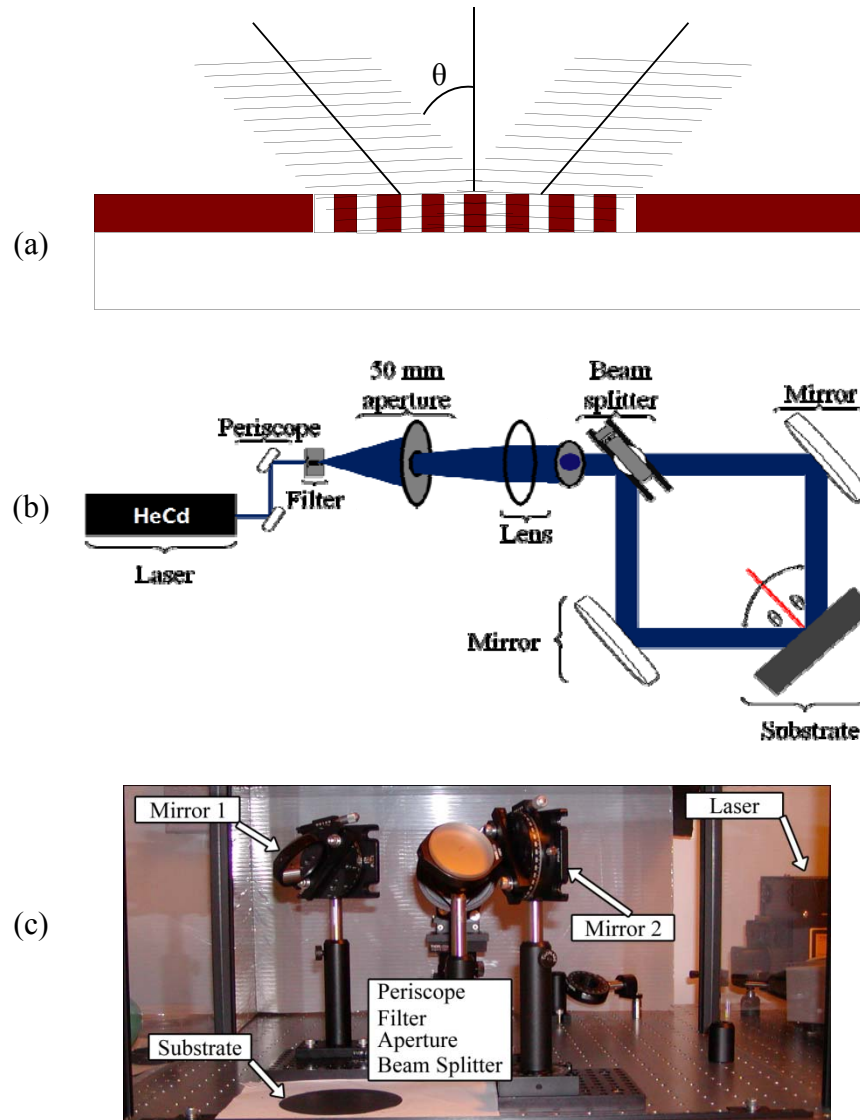 θ
(a)
50 mm
aperture
Beam
splitter
Mirror
Periscope
Filter
(b)
HeCd
Lens
Laser
θ θ
Mirror
Substrate
Mirror 1
Laser
(c)
Mirror 2
Periscope
Filter
Aperture
Beam Splitter
Substrate